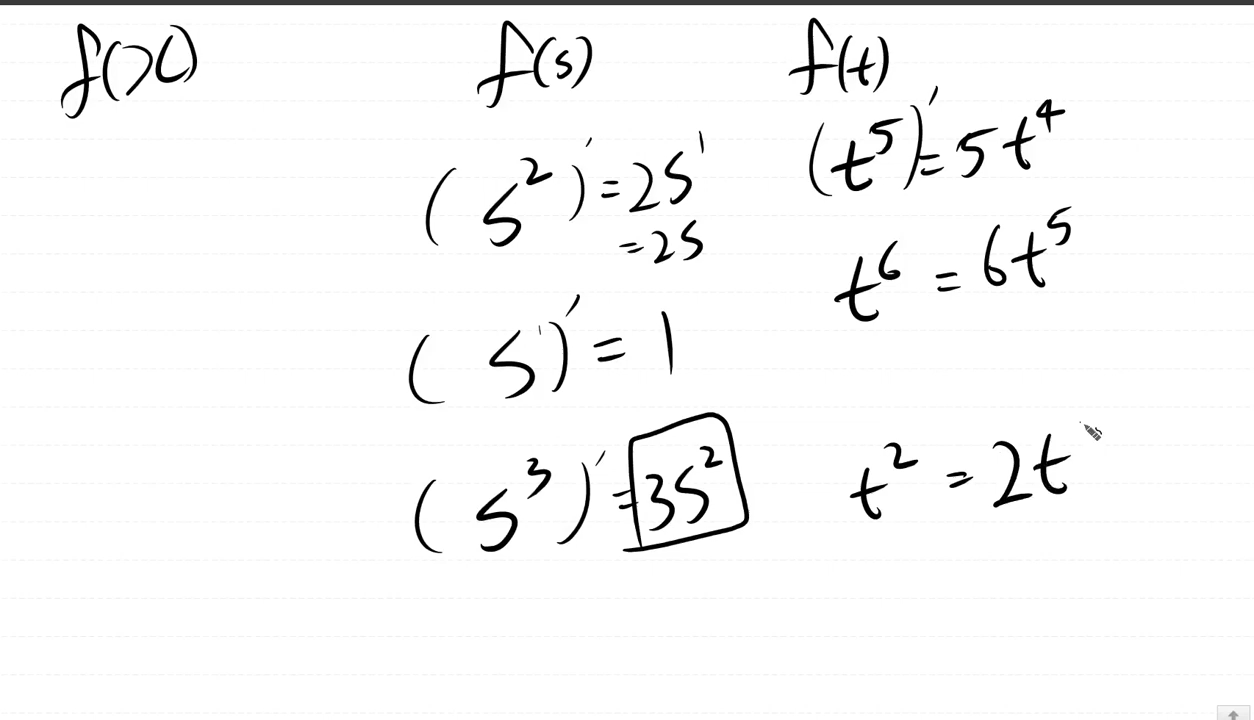 f(x) f(s) f(t)
(s²)' = 2s¹
= 2s
(t⁵)' = 5t⁴
t⁶ = 6t⁵
(s¹)' = 1
(s³)' = 3s²
t² = 2t